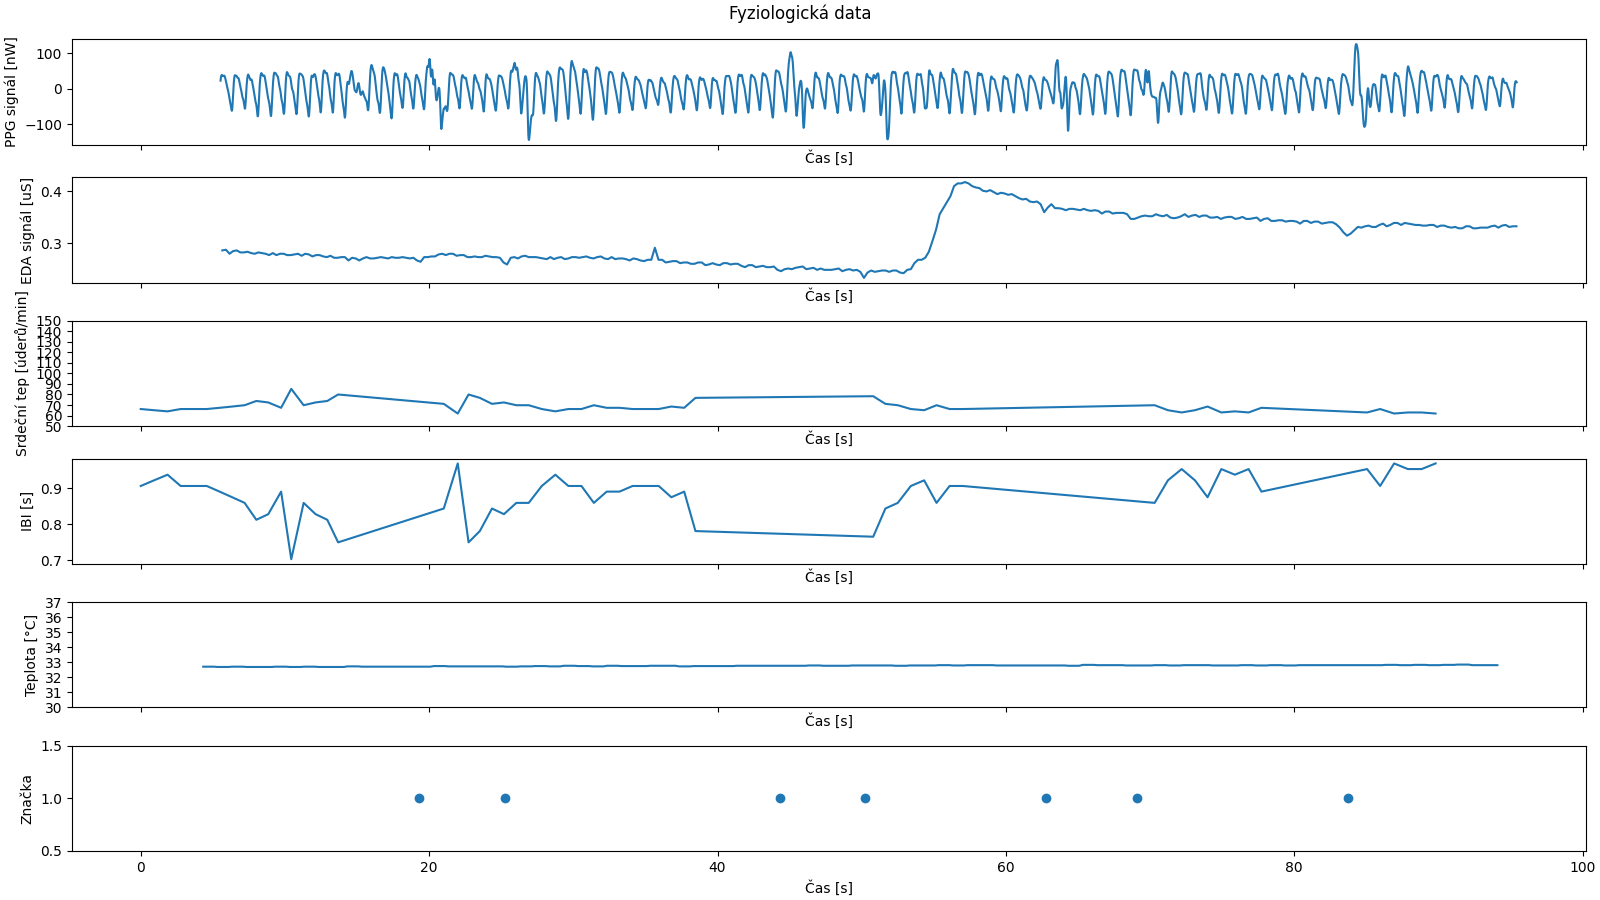 Fyziologická data
PPG signál [nW]
100
0
−100
Čas [s]
EDA signál [uS]
0.4
0.3
Čas [s]
Srdeční tep [úderů/min]
150
140
130
120
110
100
90
80
70
60
50
Čas [s]
IBI [s]
0.9
0.8
0.7
Čas [s]
Teplota [°C]
37
36
35
34
33
32
31
30
Čas [s]
Značka
1.5
1.0
0.5
0 20 40 60 80 100
Čas [s]